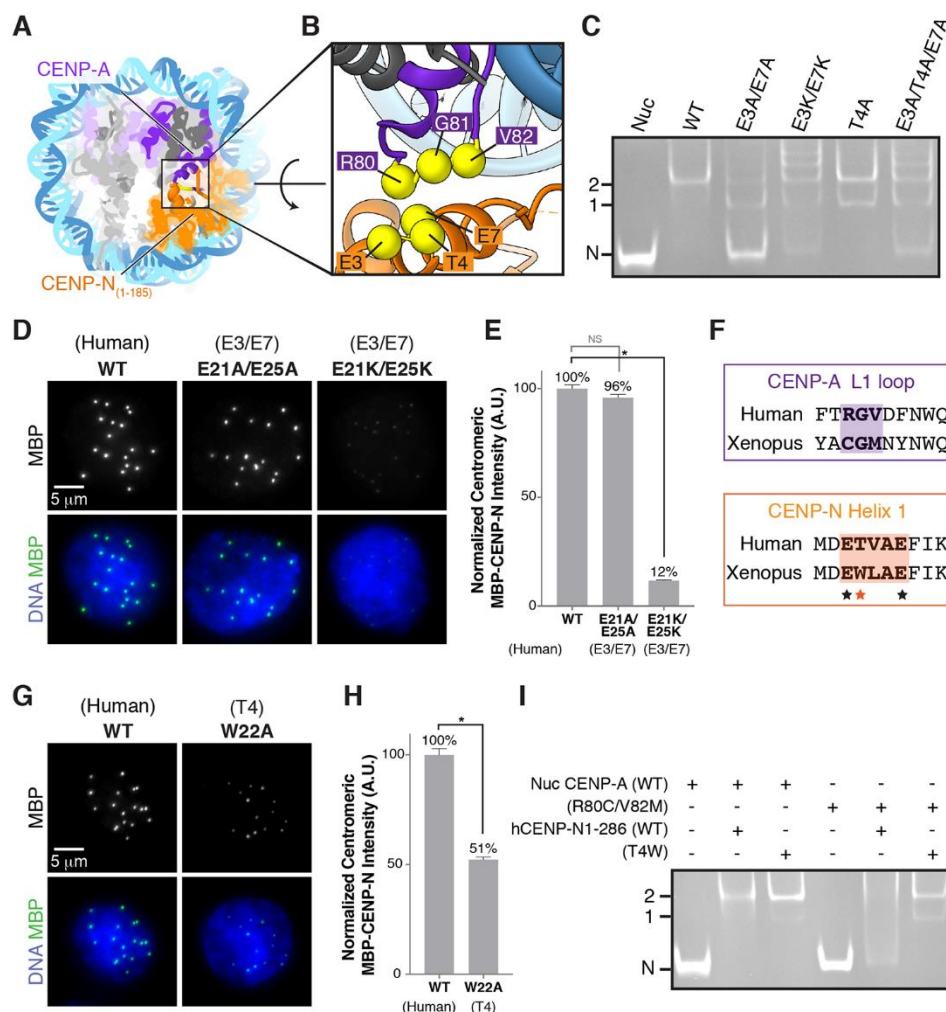 A
CENP-A
CENP-N(1-185)
B
G81
V82
R80
E7
E3
T4
C
Nuc
WT
E3A/E7A
E3K/E7K
T4A
E3A/T4A/E7A
2
1
N
D
(Human)
WT
(E3/E7)
E21A/E25A
(E3/E7)
E21K/E25K
MBP
5 μm
DNA MBP
E
Normalized Centromeric
MBP-CENP-N Intensity (A.U.)
NS
*
100%
96%
12%
100
50
0
WT
E21A/
E25A
E21K/
E25K
(Human)
(E3/E7)
(E3/E7)
F
CENP-A L1 loop
Human FTRGVDFNWQ
Xenopus YACGMNYNWQ
CENP-N Helix 1
Human MDETVAEFIK
Xenopus MDEWLAEFIK
G
(Human)
WT
(T4)
W22A
MBP
5 μm
DNA MBP
H
Normalized Centromeric
MBP-CENP-N Intensity (A.U.)
*
100%
51%
100
50
0
WT
W22A
(Human)
(T4)
I
Nuc CENP-A (WT) + + + - - -
(R80C/V82M) - - - + + +
hCENP-N1-286 (WT) - + - - + -
(T4W) - - + - - +
2
1
N